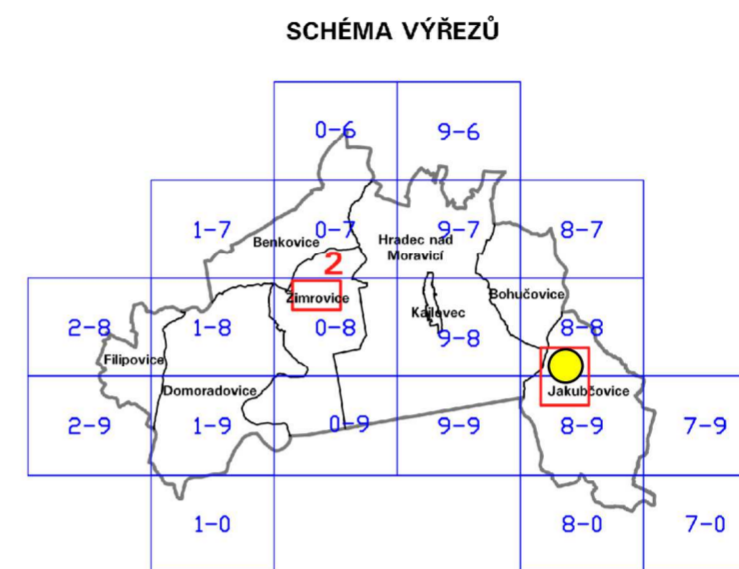 SCHÉMA VÝŘEZŮ
0-6
9-6
1-7
0-7
9-7
8-7
Benkovice
Hradec nad
Moravicí
2
Zimrovice
Kajlovec
Bohučovice
2-8
1-8
0-8
9-8
8-8
Filipovice
Domoradovice
Jakubčovice
2-9
1-9
0-9
9-9
8-9
7-9
1-0
8-0
7-0